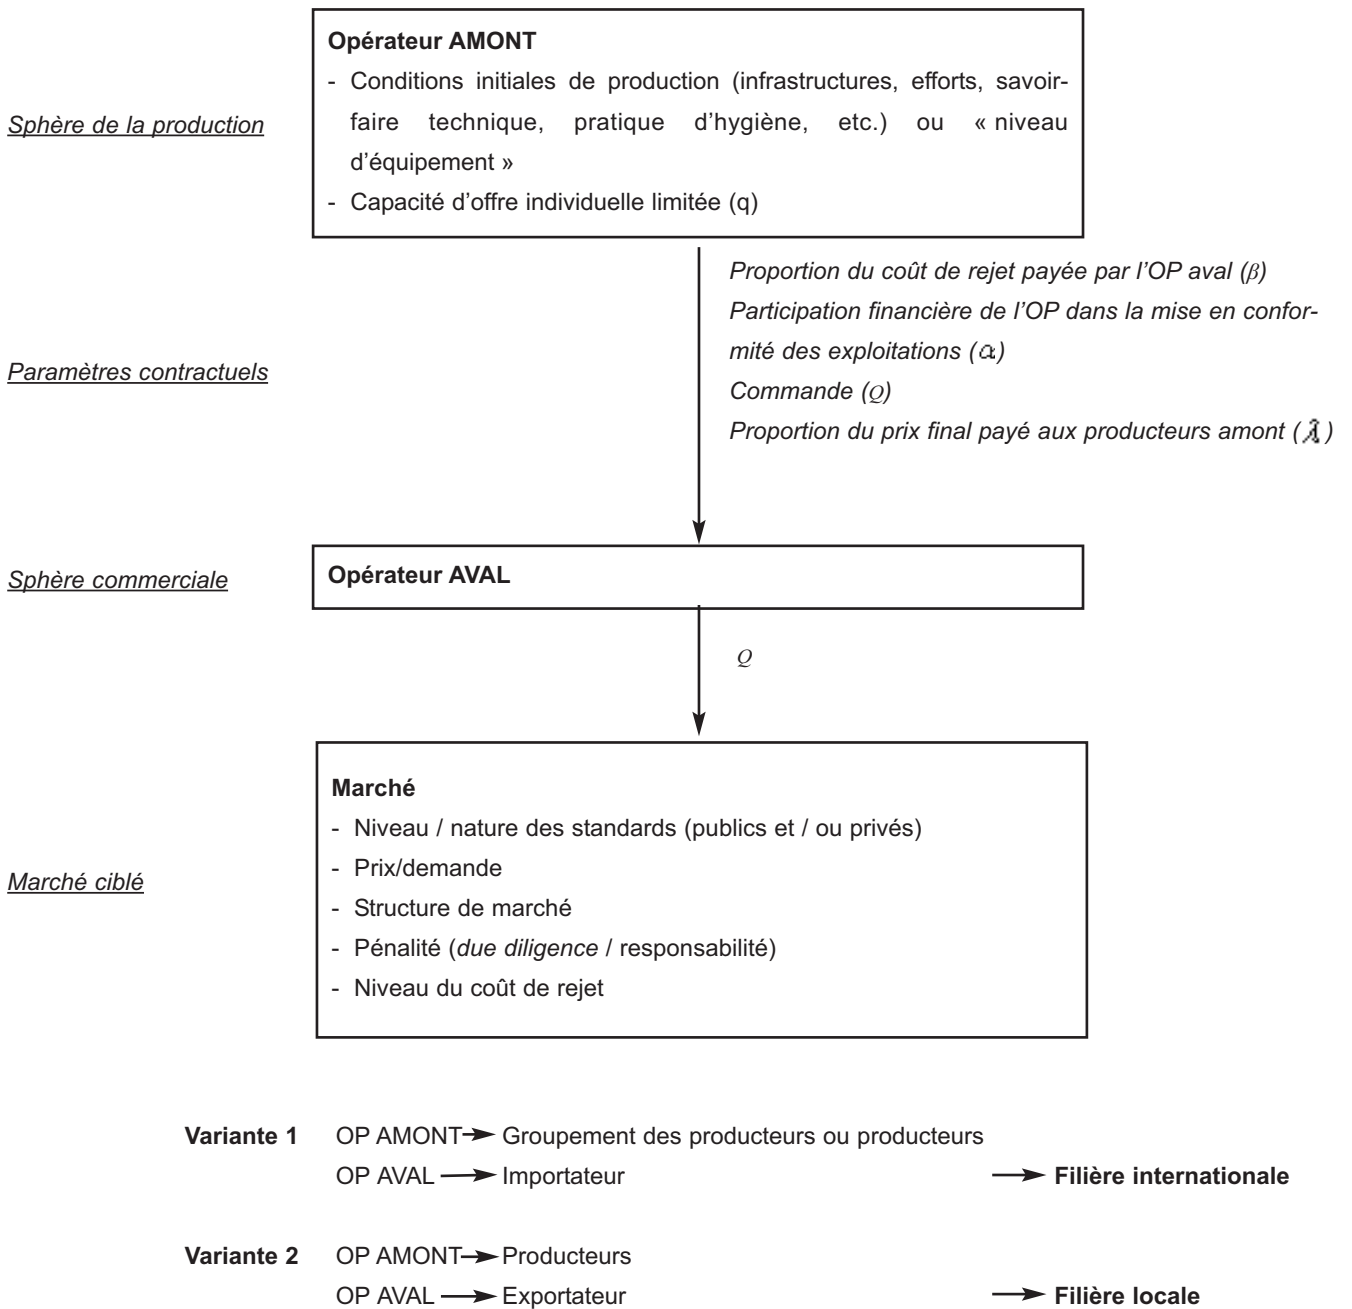 Opérateur AMONT
- Conditions initiales de production (infrastructures, efforts, savoir-
faire technique, pratique d'hygiène, etc.) ou « niveau
d'équipement »
- Capacité d'offre individuelle limitée (q)
Sphère de la production
Proportion du coût de rejet payée par l'OP aval (β)
Participation financière de l'OP dans la mise en confor-
mité des exploitations (α)
Commande (Q)
Proportion du prix final payé aux producteurs amont (λ̂)
Paramètres contractuels
Sphère commerciale
Opérateur AVAL
Q
Marché
- Niveau / nature des standards (publics et / ou privés)
- Prix/demande
- Structure de marché
- Pénalité (due diligence / responsabilité)
- Niveau du coût de rejet
Marché ciblé
Variante 1 OP AMONT → Groupement des producteurs ou producteurs
OP AVAL → Importateur → Filière internationale
Variante 2 OP AMONT → Producteurs
OP AVAL → Exportateur → Filière locale